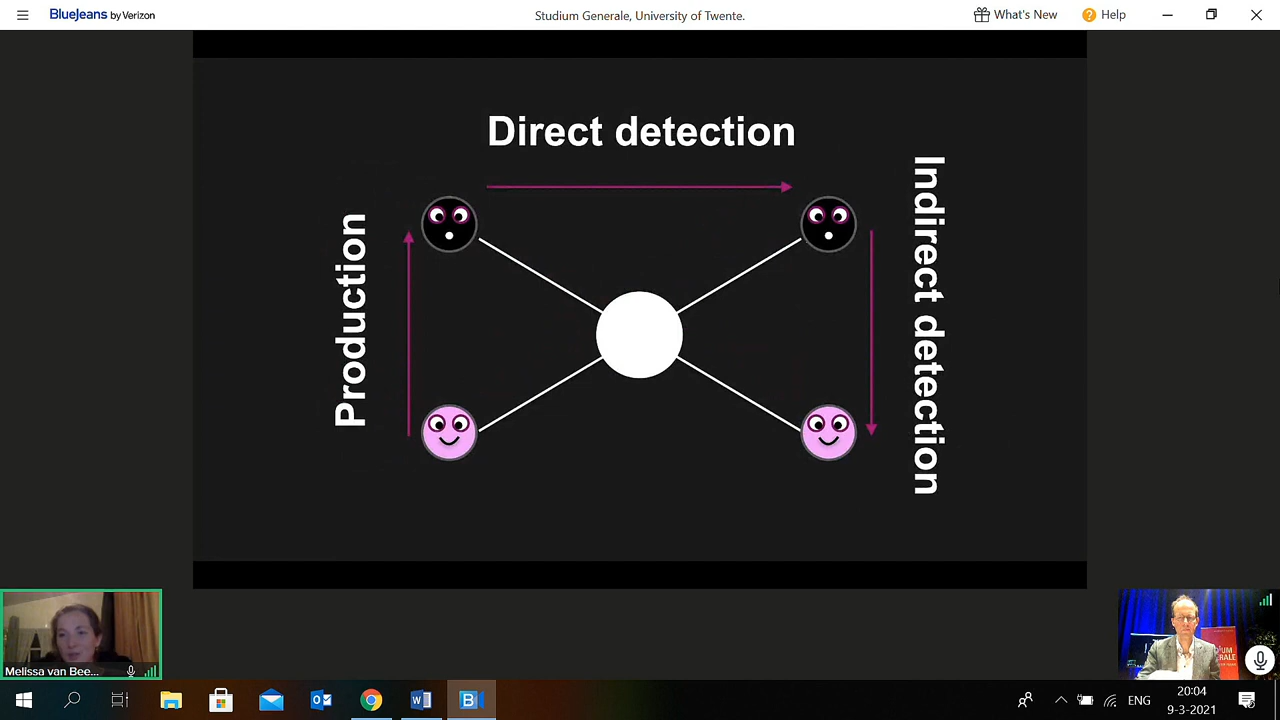 BlueJeans by Verizon
Studium Generale, University of Twente.
What's New
Help
Direct detection
Production
Indirect detection
Melissa van Bee...
ENG
20:04
9-3-2021